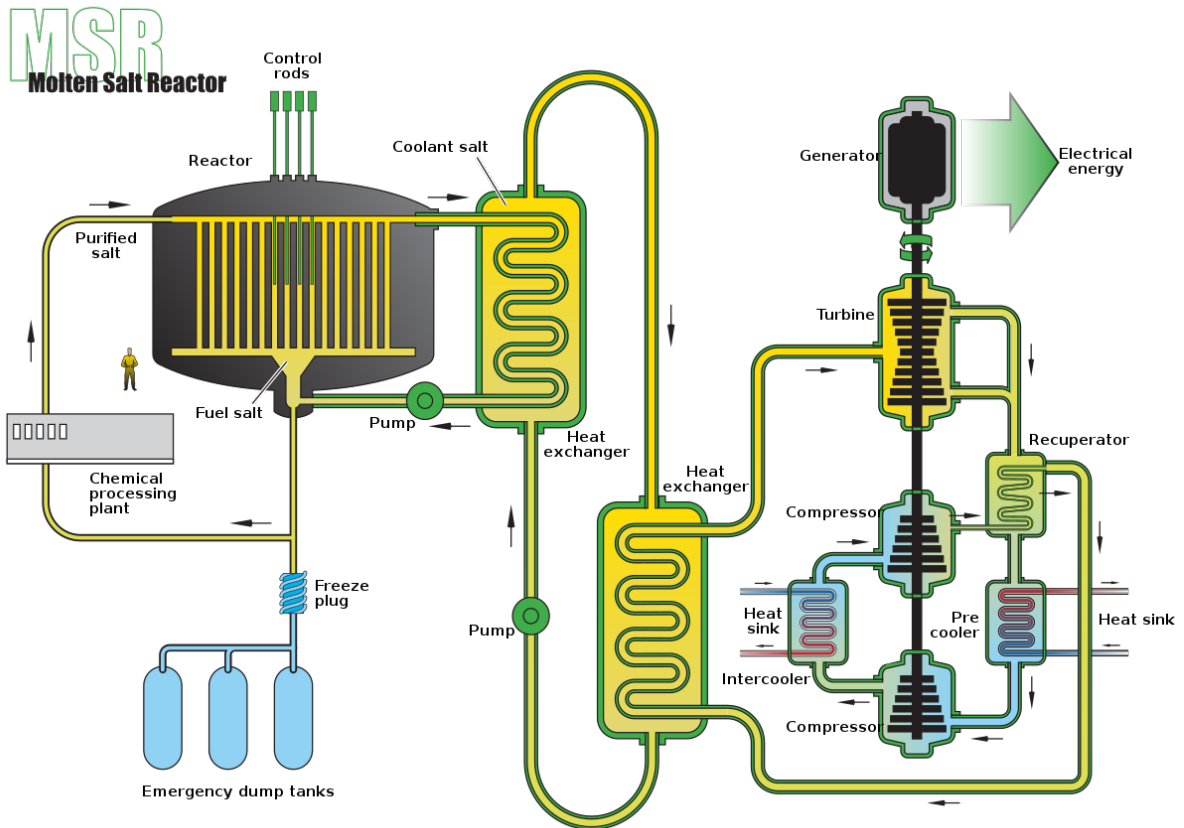 MSR
Molten Salt Reactor
Control
rods
Reactor
Coolant salt
Purified
salt
Fuel salt
Pump
Chemical
processing
plant
Freeze
plug
Emergency dump tanks
Heat
exchanger
Pump
Heat
exchanger
Generator
Electrical
energy
Turbine
Recuperator
Compressor
Heat
sink
Pre
cooler
Heat sink
Intercooler
Compressor